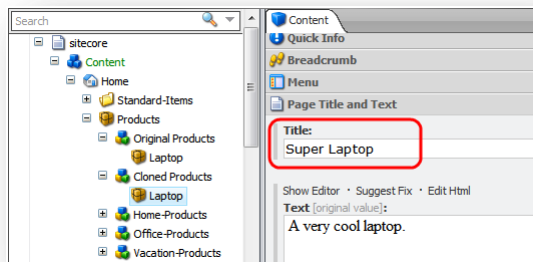 Search
sitecore
Content
Home
Standard-Items
Products
Original Products
Laptop
Cloned Products
Laptop
Home-Products
Office-Products
Vacation-Products
Content
Quick Info
Breadcrumb
Menu
Page Title and Text
Title:
Super Laptop
Show Editor · Suggest Fix · Edit Html
Text [original value]:
A very cool laptop.